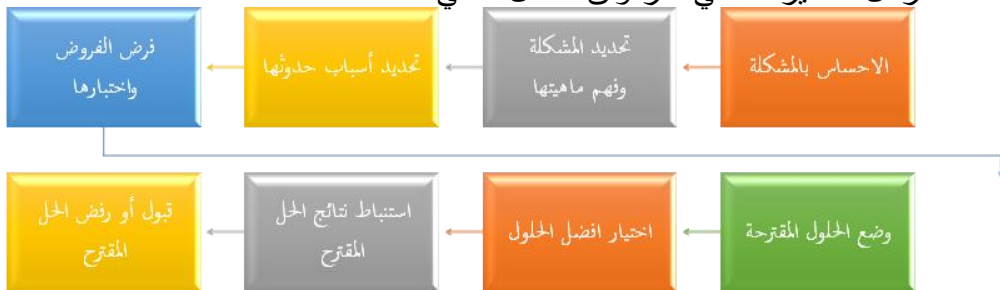 الاحساس بالمشكلة
تحديد المشكلة
وفهم ماهيتها
تحديد أسباب حدوثها
فرض الفروض
واختبارها
وضع الحلول المقترحة
اختيار افضل الحلول
استنباط نتائج الحل
المقترح
قبول أو رفض الحل
المقترح